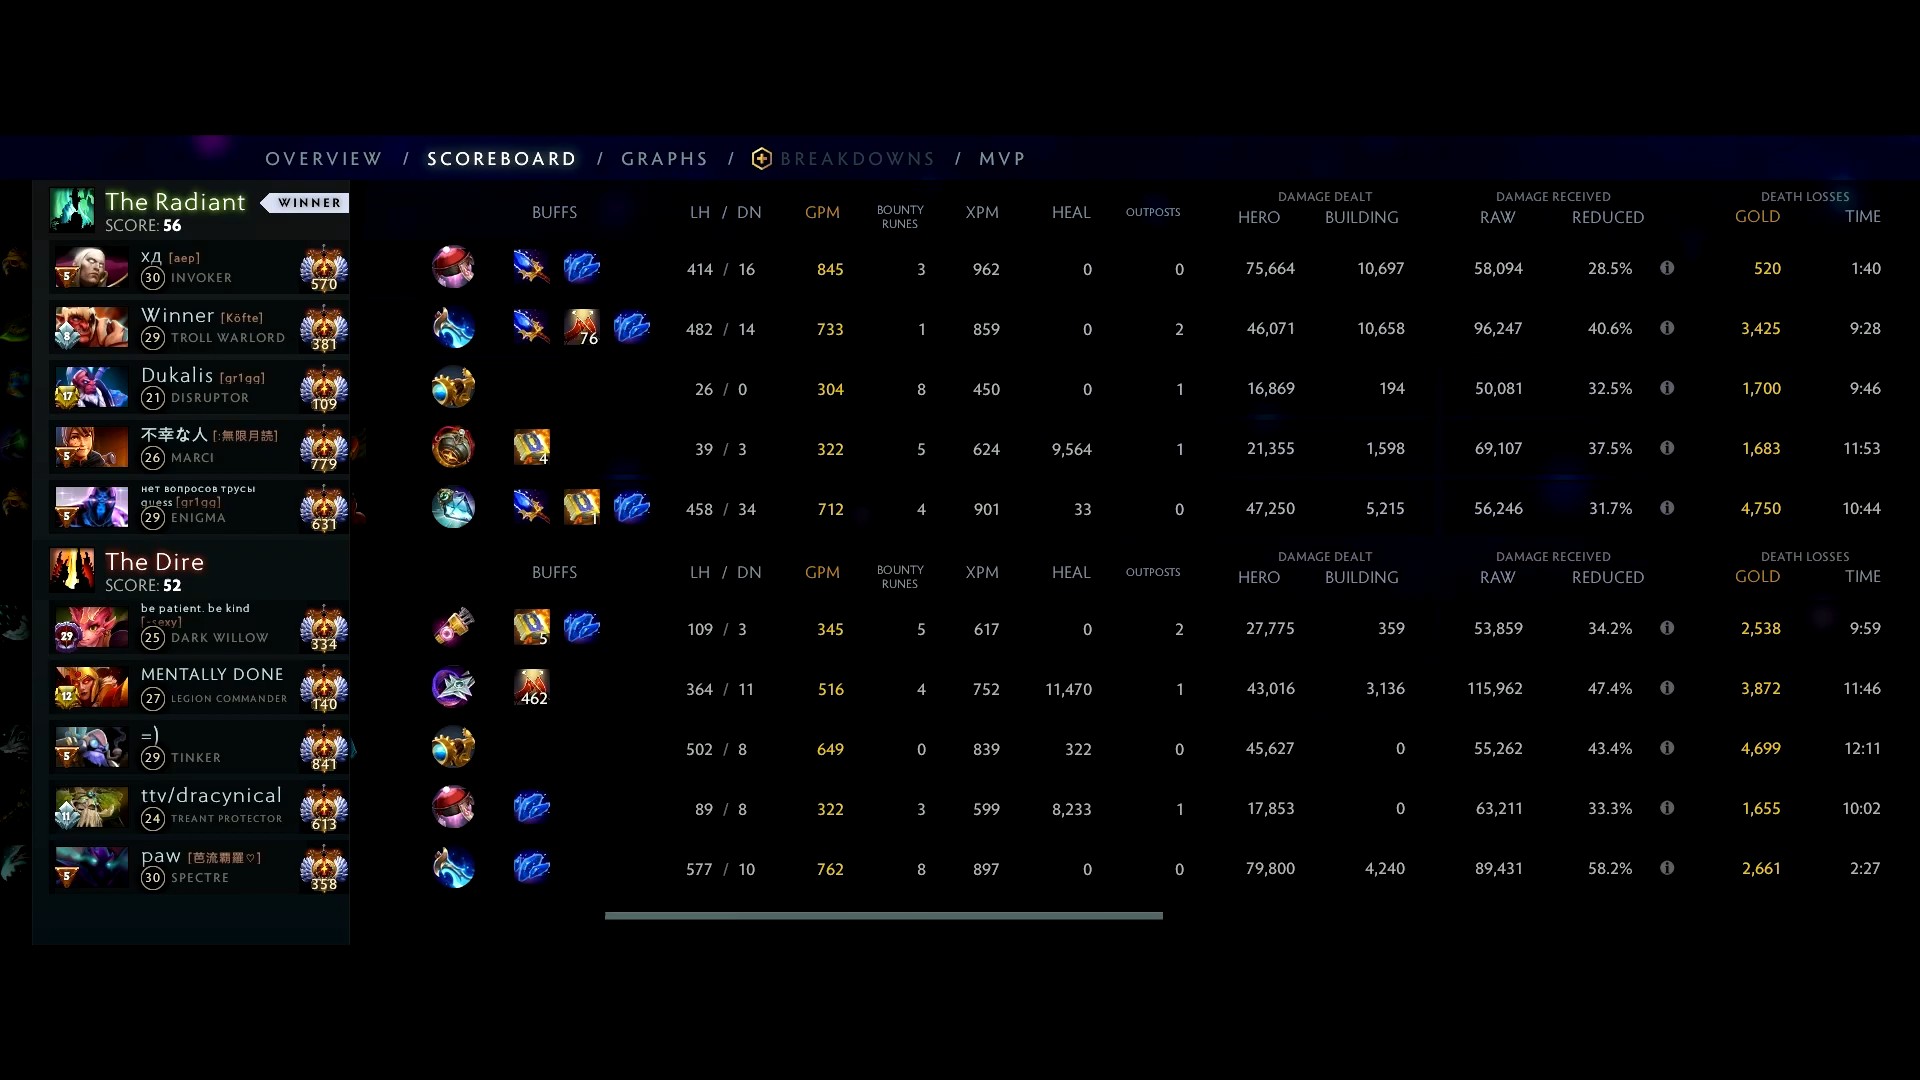 OVERVIEW / SCOREBOARD / GRAPHS / BREAKDOWNS / MVP
The Radiant WINNER
SCORE: 56
BUFFS LH / DN GPM BOUNTY RUNES XPM HEAL OUTPOSTS DAMAGE DEALT HERO BUILDING DAMAGE RECEIVED RAW REDUCED DEATH LOSSES GOLD TIME
5 ХД [aep] 30 INVOKER 570 414 / 16 845 3 962 0 0 75,664 10,697 58,094 28.5% 520 1:40
8 Winner [Köfte] 29 TROLL WARLORD 381 76 482 / 14 733 1 859 0 2 46,071 10,658 96,247 40.6% 3,425 9:28
17 Dukalis [gr1gg] 21 DISRUPTOR 109 26 / 0 304 8 450 0 1 16,869 194 50,081 32.5% 1,700 9:46
5 不幸な人 [:無限月読] 26 MARCI 779 4 39 / 3 322 5 624 9,564 1 21,355 1,598 69,107 37.5% 1,683 11:53
5 нет вопросов трусы guess [gr1gg] 29 ENIGMA 631 1 458 / 34 712 4 901 33 0 47,250 5,215 56,246 31.7% 4,750 10:44
The Dire
SCORE: 52
BUFFS LH / DN GPM BOUNTY RUNES XPM HEAL OUTPOSTS DAMAGE DEALT HERO BUILDING DAMAGE RECEIVED RAW REDUCED DEATH LOSSES GOLD TIME
29 be patient. be kind [-sexy] 25 DARK WILLOW 334 5 109 / 3 345 5 617 0 2 27,775 359 53,859 34.2% 2,538 9:59
12 MENTALLY DONE 27 LEGION COMMANDER 140 462 364 / 11 516 4 752 11,470 1 43,016 3,136 115,962 47.4% 3,872 11:46
5 =) 29 TINKER 841 502 / 8 649 0 839 322 0 45,627 0 55,262 43.4% 4,699 12:11
11 ttv/dracynical 24 TREANT PROTECTOR 613 89 / 8 322 3 599 8,233 1 17,853 0 63,211 33.3% 1,655 10:02
5 paw [芭流覇羅♡] 30 SPECTRE 358 577 / 10 762 8 897 0 0 79,800 4,240 89,431 58.2% 2,661 2:27